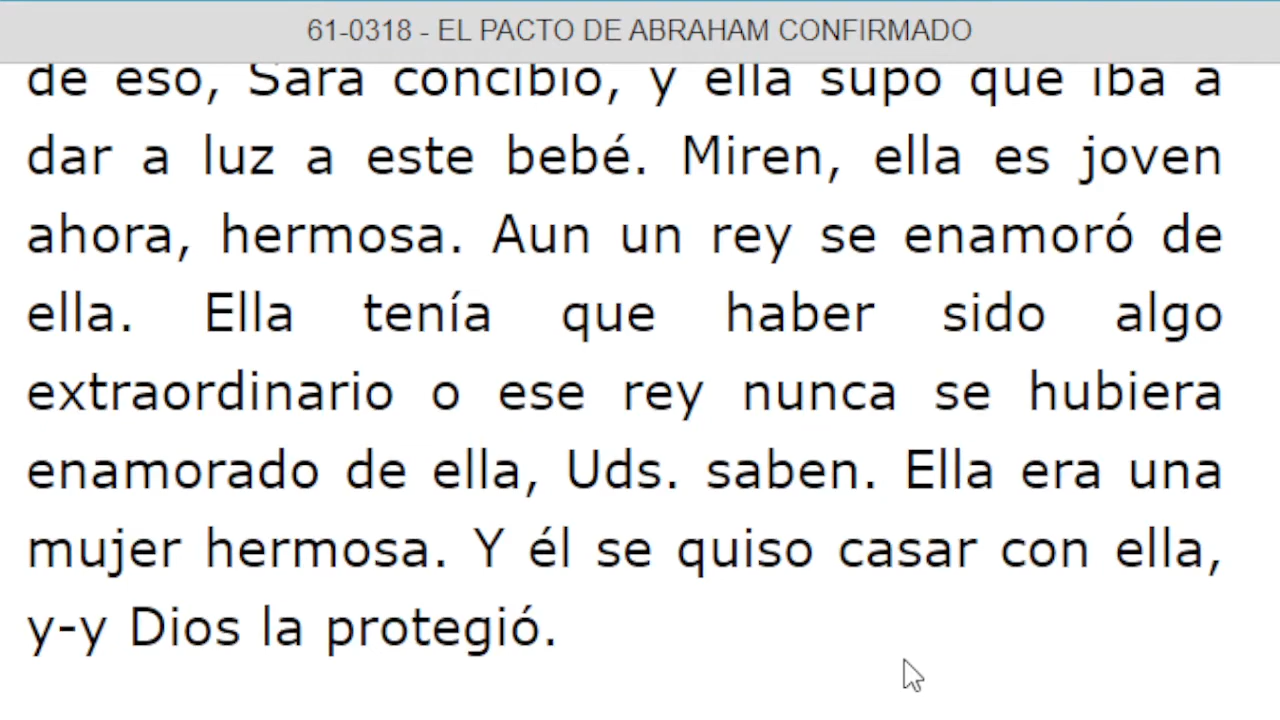 61-0318 - EL PACTO DE ABRAHAM CONFIRMADO
de eso, Sara concibió, y ella supo que iba a
dar a luz a este bebé. Miren, ella es joven
ahora, hermosa. Aun un rey se enamoró de
ella. Ella tenía que haber sido algo
extraordinario o ese rey nunca se hubiera
enamorado de ella, Uds. saben. Ella era una
mujer hermosa. Y él se quiso casar con ella,
y-y Dios la protegió.